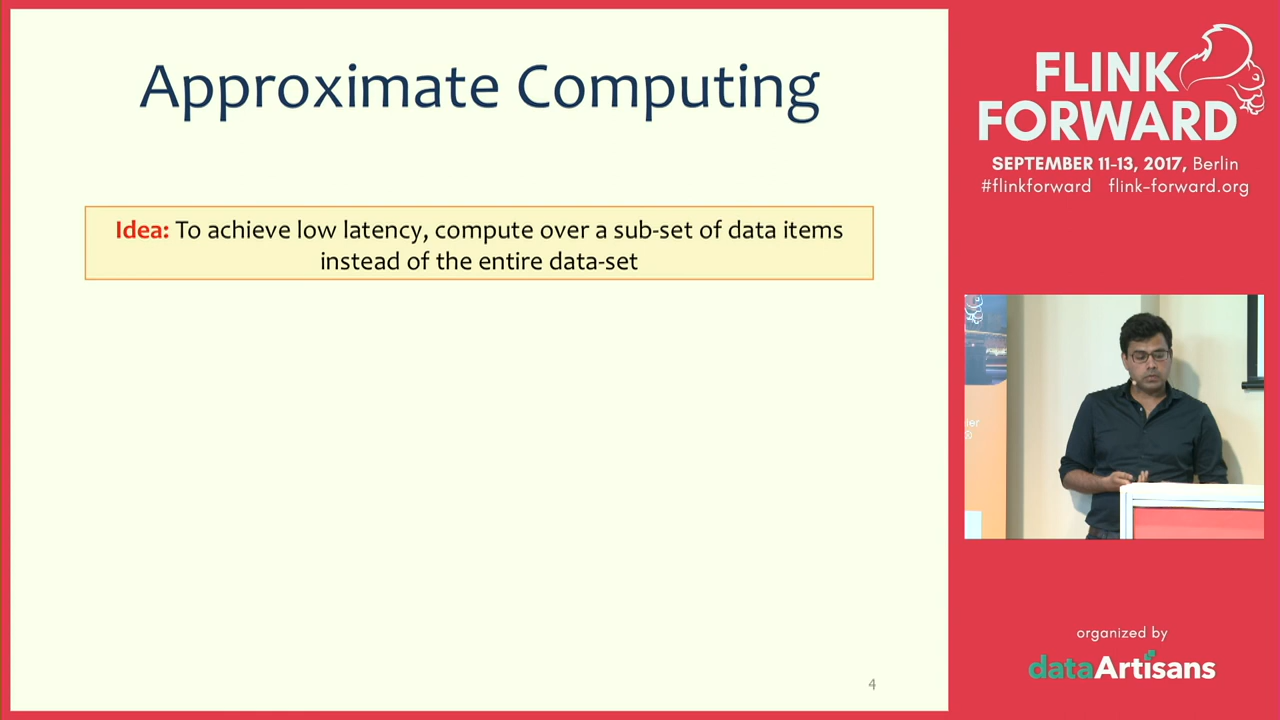 Approximate Computing
Idea: To achieve low latency, compute over a sub-set of data items
instead of the entire data-set
4
FLINK
FORWARD
SEPTEMBER 11-13, 2017, Berlin
#flinkforward flink-forward.org
organized by
dataArtisans